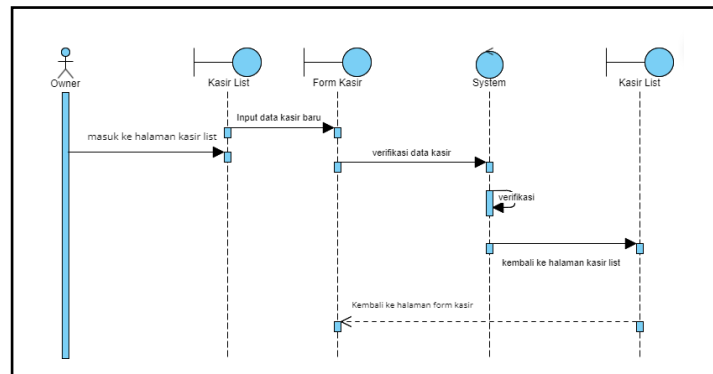 Owner
Kasir List
Form Kasir
System
Kasir List
Input data kasir baru
masuk ke halaman kasir list
verifikasi data kasir
verifikasi
kembali ke halaman kasir list
Kembali ke halaman form kasir